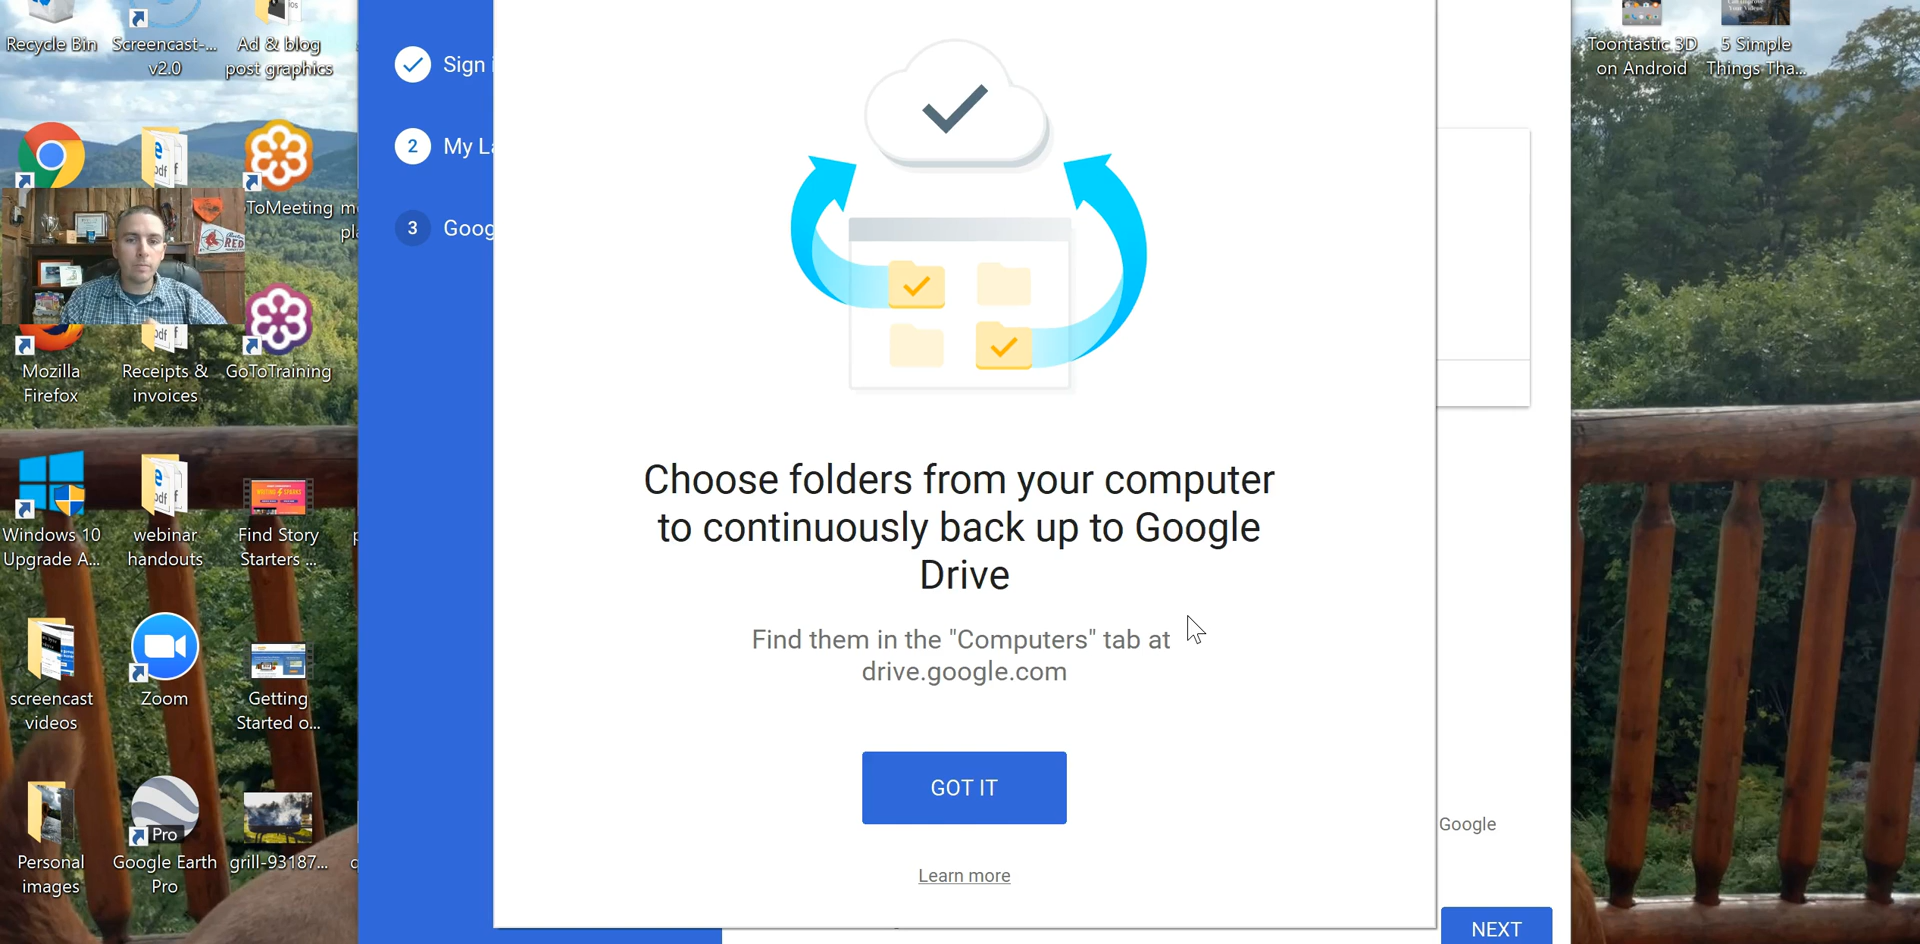 Recycle Bin
Screencast-...
v2.0
Ad & blog
post graphics
ToMeeting
Mozilla
Firefox
Receipts &
invoices
GoToTraining
Windows 10
Upgrade A...
webinar
handouts
Find Story
Starters ...
screencast
videos
Zoom
Getting
Started o...
Personal
images
Pro
Google Earth
Pro
grill-93187...
Sign i
2
My La
3
Goog
Choose folders from your computer
to continuously back up to Google
Drive
Find them in the "Computers" tab at
drive.google.com
GOT IT
Learn more
Google
NEXT
Toontastic 3D
on Android
5 Simple
Things Tha...